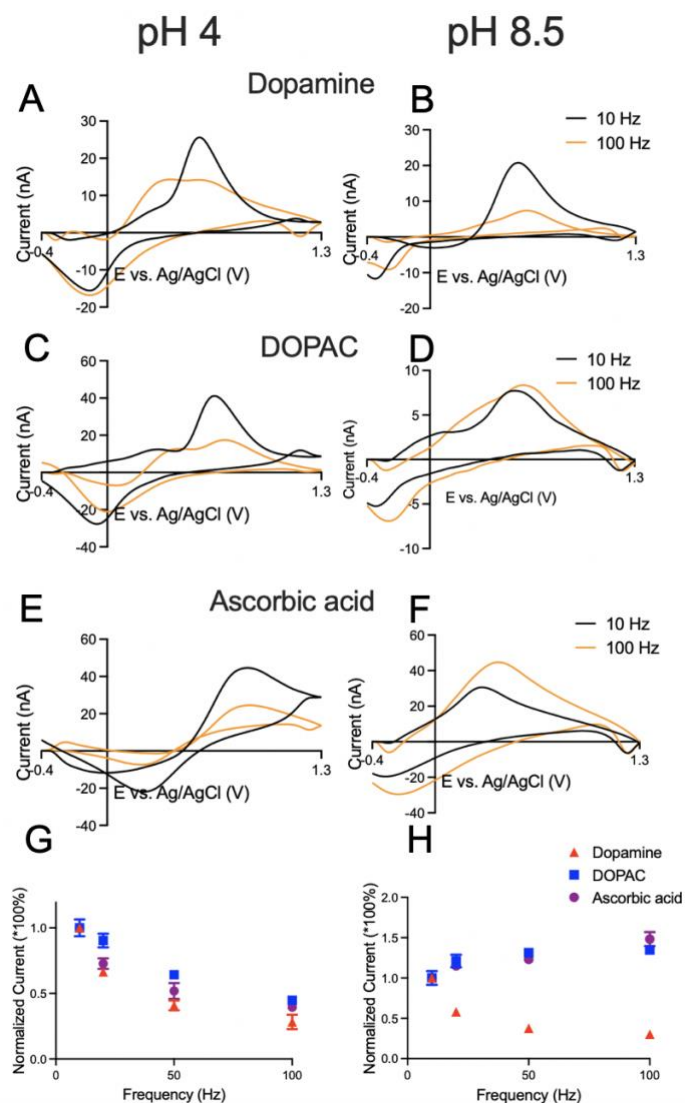 pH 4
pH 8.5
Dopamine
A
B
10 Hz
100 Hz
30
20
10
-10
-20
Current (nA)
-0.4
1.3
E vs. Ag/AgCl (V)
30
20
10
-10
-20
Current (nA)
-0.4
1.3
E vs. Ag/AgCl (V)
DOPAC
C
D
10 Hz
100 Hz
60
40
20
-20
-40
Current (nA)
-0.4
1.3
E vs. Ag/AgCl (V)
10
5
-5
-10
Current (nA)
-0.4
1.3
E vs. Ag/AgCl (V)
Ascorbic acid
E
F
10 Hz
100 Hz
60
40
20
-20
-40
Current (nA)
-0.4
1.3
E vs. Ag/AgCl (V)
60
40
20
-20
-40
Current (nA)
-0.4
1.3
E vs. Ag/AgCl (V)
G
H
Dopamine
DOPAC
Ascorbic acid
Normalized Current (*100%)
1.0
0.5
0.0
0
50
100
Frequency (Hz)
Normalized Current (*100%)
2.0
1.5
1.0
0.5
0.0
0
50
100
Frequency (Hz)